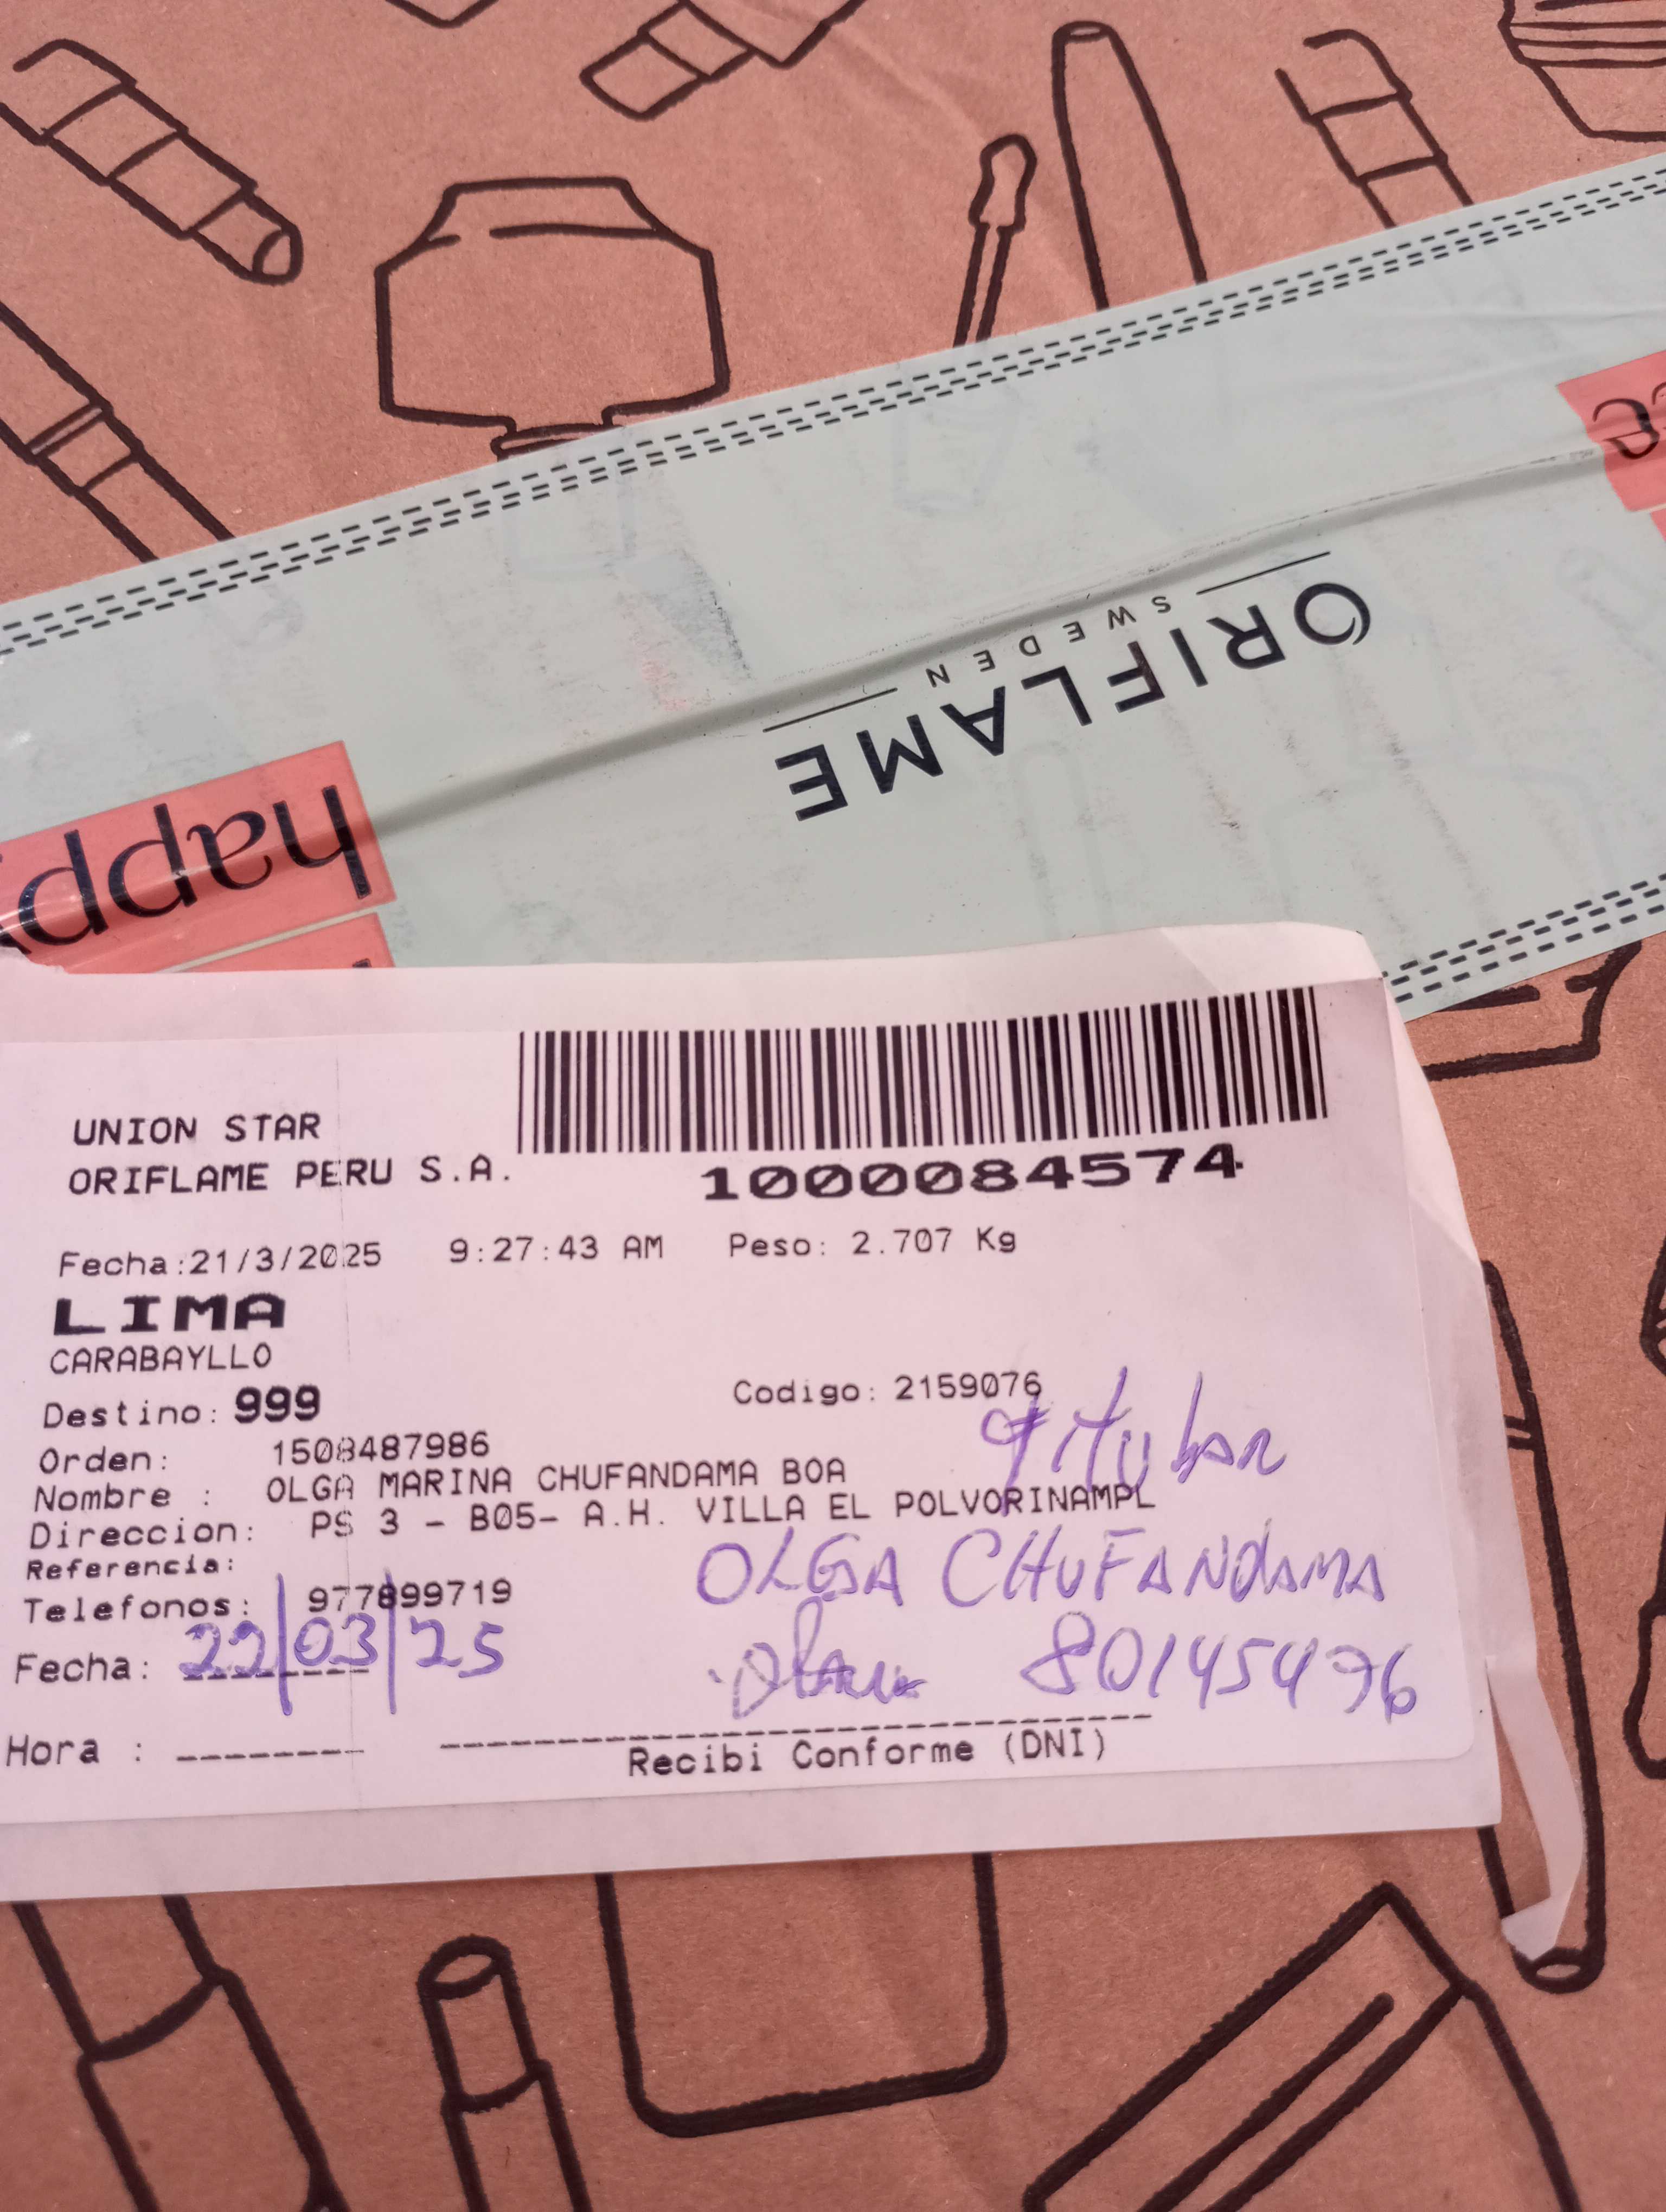 ORIFLAME
SWEDEN
happ
UNION STAR
ORIFLAME PERU S.A.
1000084574
Fecha:21/3/2025 9:27:43 AM Peso: 2.707 Kg
LIMA
CARABAYLLO
Destino: 999 Codigo: 2159076
Orden: 1508487986
titular
Nombre : OLGA MARINA CHUFANDAMA BOA
Direccion: PS 3 - B05- A.H. VILLA EL POLVORINAMPL
Referencia:
OLGA CHUFANDAMA
Telefonos: 977899719
Fecha: 22/03/25
80145496
Hora :
Recibi Conforme (DNI)